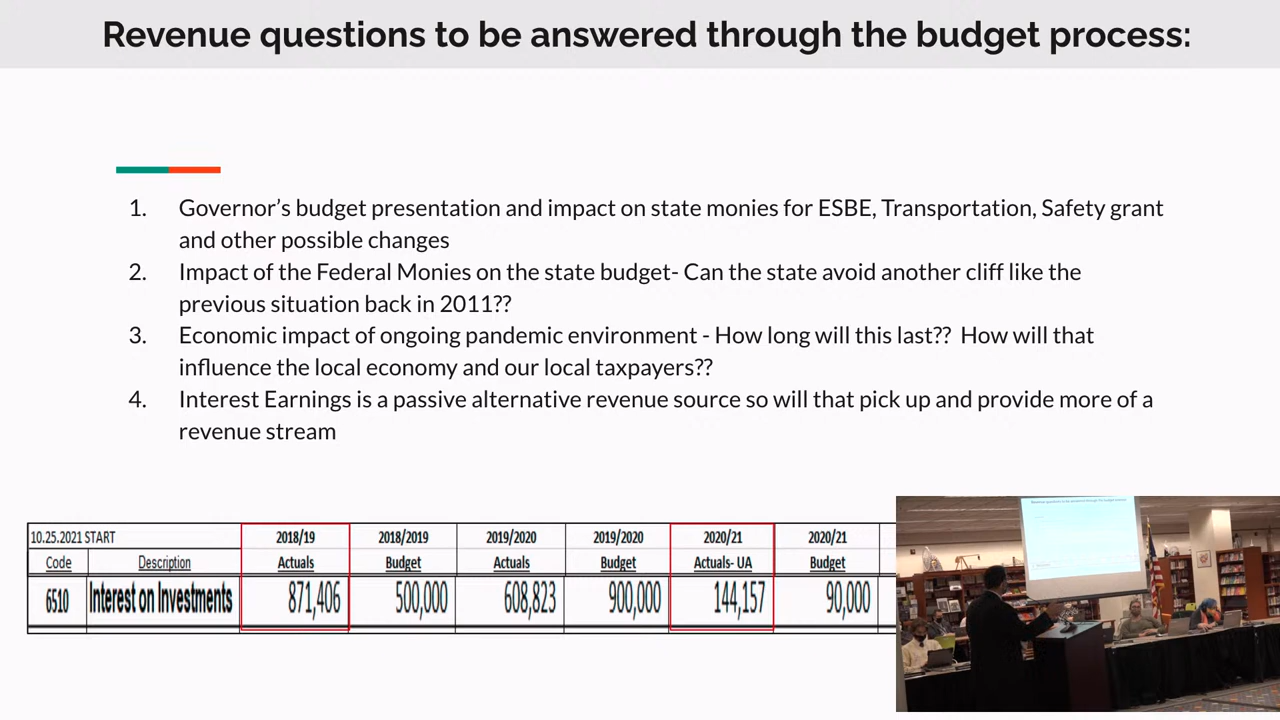 Revenue questions to be answered through the budget process:
1. Governor's budget presentation and impact on state monies for ESBE, Transportation, Safety grant
and other possible changes
2. Impact of the Federal Monies on the state budget- Can the state avoid another cliff like the
previous situation back in 2011??
3. Economic impact of ongoing pandemic environment - How long will this last?? How will that
influence the local economy and our local taxpayers??
4. Interest Earnings is a passive alternative revenue source so will that pick up and provide more of a
revenue stream
10.25.2021 START 2018/19 2018/2019 2019/2020 2019/2020 2020/21 2020/21
Code Description Actuals Budget Actuals Budget Actuals- UA Budget
6510 Interest on Investments 871,406 500,000 608,823 900,000 144,157 90,000